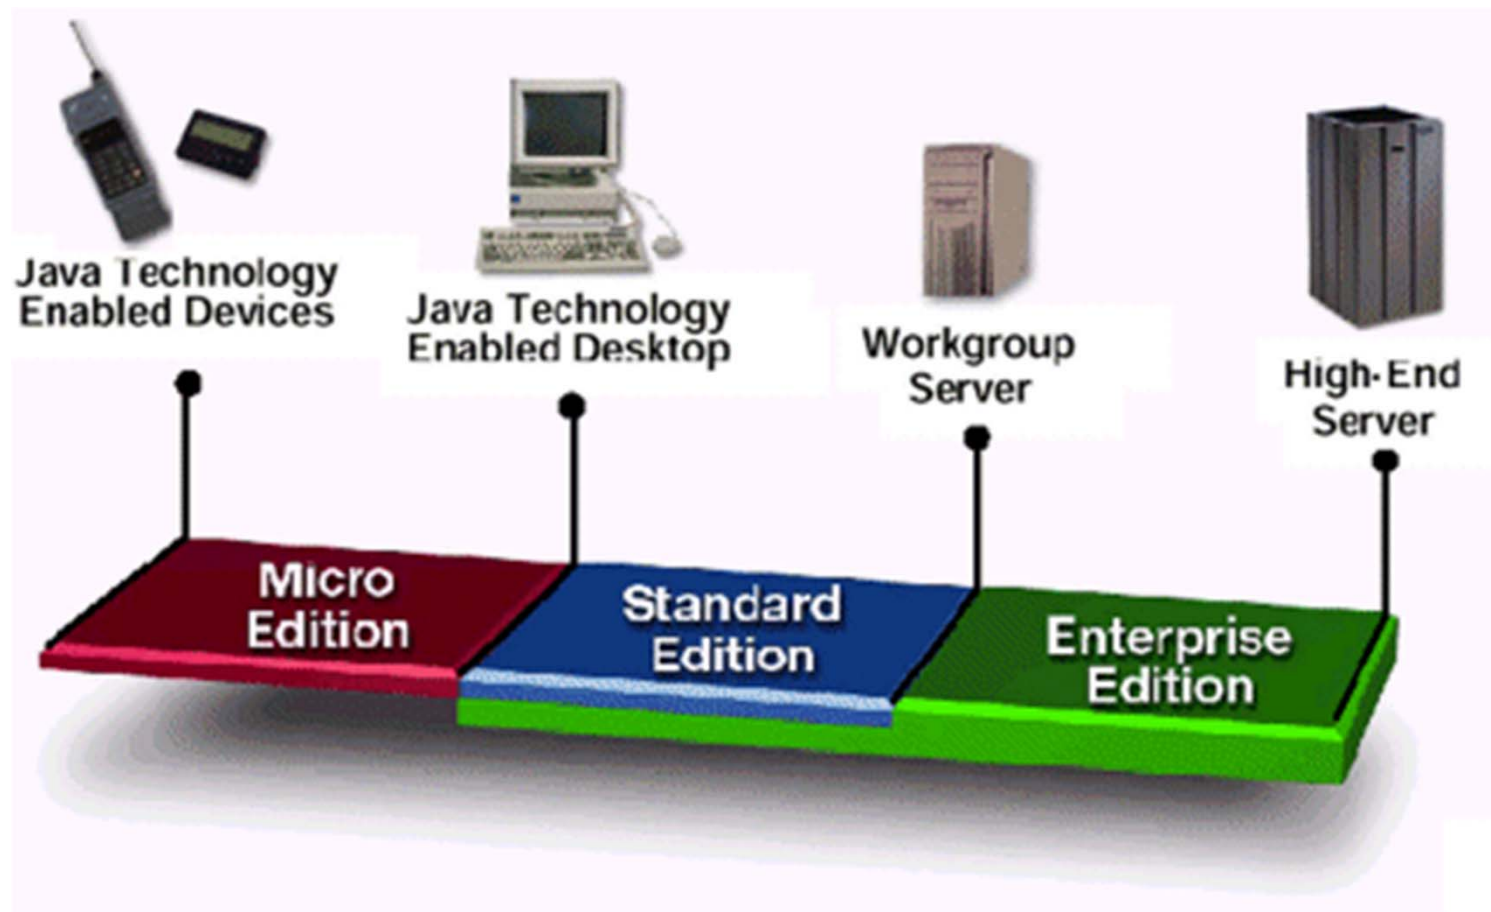 Java Technology
Enabled Devices
Java Technology
Enabled Desktop
Workgroup
Server
High-End
Server
Micro
Edition
Standard
Edition
Enterprise
Edition